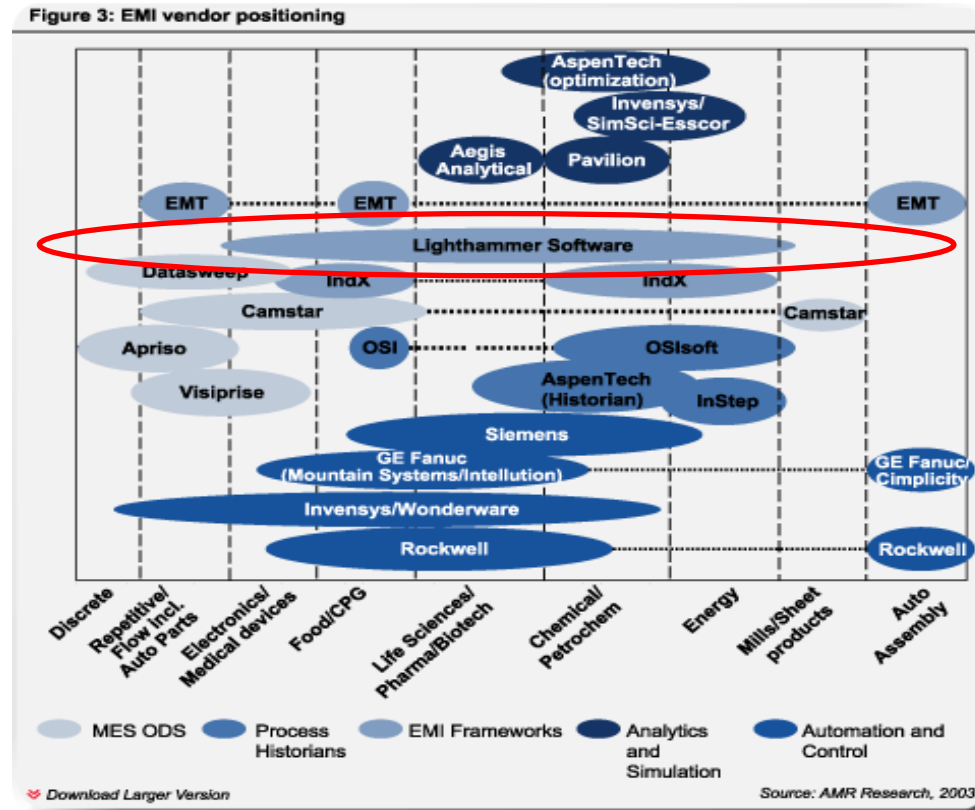 Figure 3: EMI vendor positioning
AspenTech
(optimization)
Invensys/
SimSci-Esscor
Aegis
Analytical
Pavilion
EMT
EMT
EMT
Lighthammer Software
Datasweep
IndX
IndX
Camstar
Camstar
Apriso
OSI
OSIsoft
Visiprise
AspenTech
(Historian)
InStep
Siemens
GE Fanuc
(Mountain Systems/Intellution)
GE Fanuc/
Cimplicity
Invensys/Wonderware
Rockwell
Rockwell
Discrete
Repetitive/
Flow incl.
Auto Parts
Electronics/
Medical devices
Food/CPG
Life Sciences/
Pharma/Biotech
Chemical/
Petrochem
Energy
Mills/Sheet
products
Auto
Assembly
MES ODS
Process
Historians
EMI Frameworks
Analytics
and
Simulation
Automation and
Control
Download Larger Version
Source: AMR Research, 2003